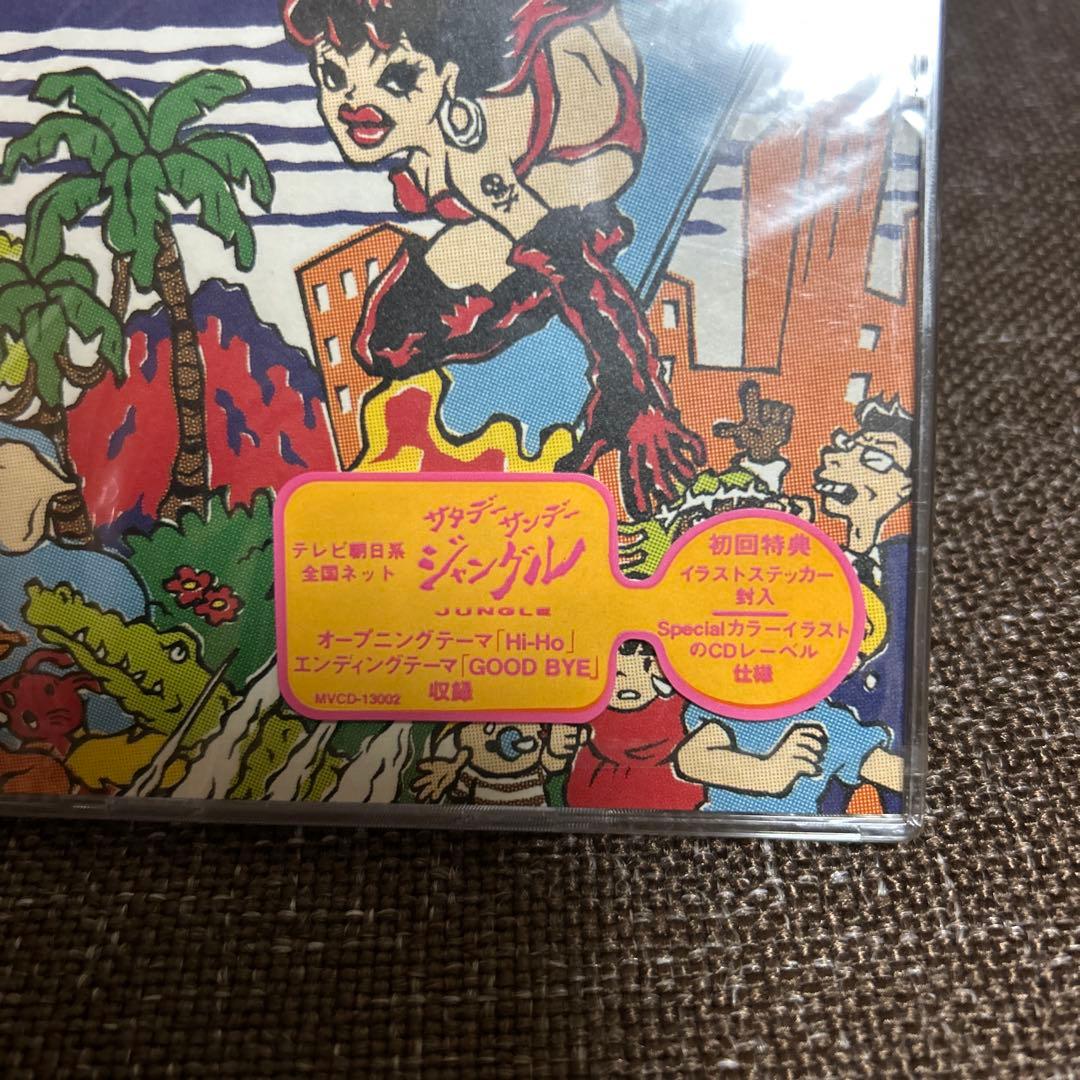 テレビ朝日系
全国ネット
サタデーサンデー
ジャングル
JUNGLE
オープニングテーマ「Hi-Ho」
エンディングテーマ「GOOD BYE」
収録
MVCD-13002
初回特典
イラストステッカー
封入
Specialカラーイラスト
のCDレーベル
仕様